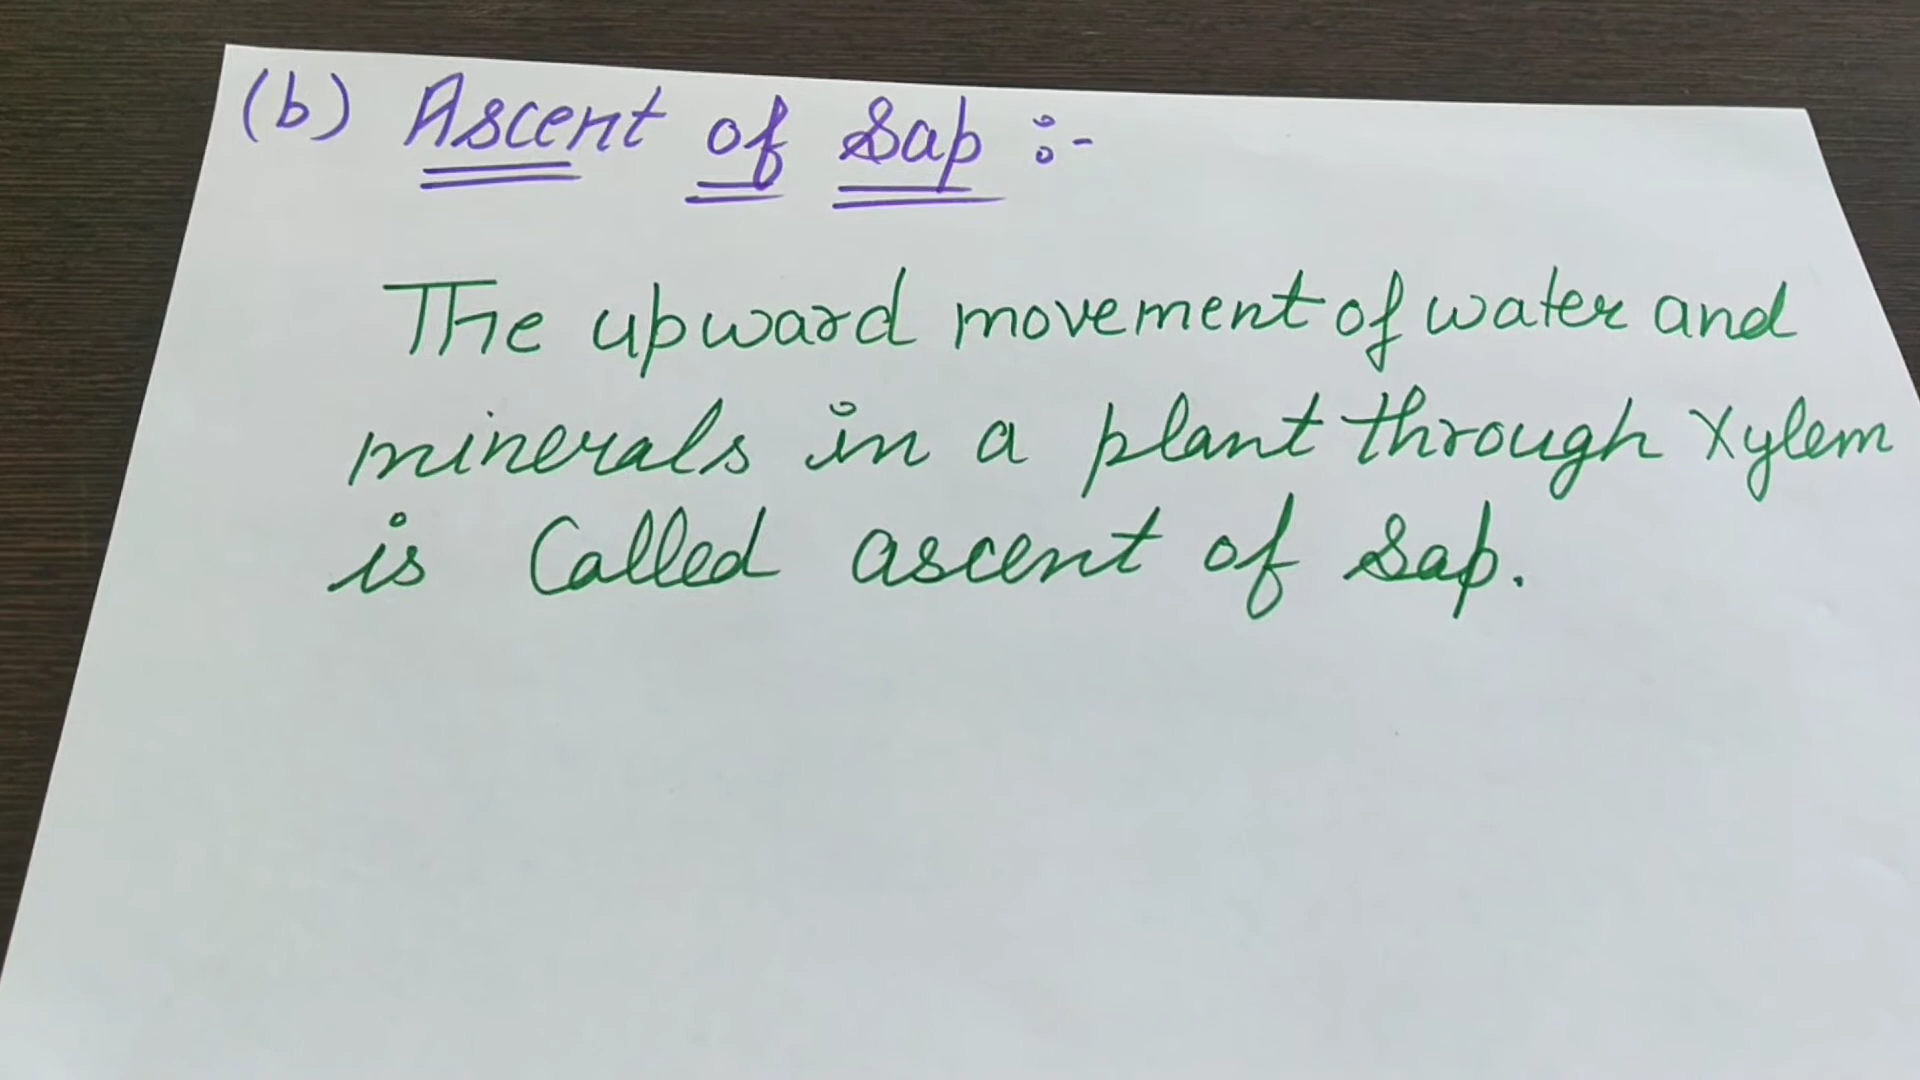 (b) Ascent of Sap :-
The upward movement of water and
minerals in a plant through Xylem
is Called ascent of Sap.